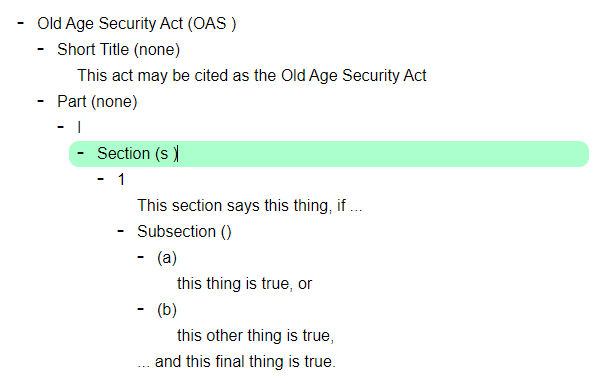 - Old Age Security Act (OAS )
- Short Title (none)
This act may be cited as the Old Age Security Act
- Part (none)
- I
- Section (s )
- 1
This section says this thing, if ...
- Subsection ()
- (a)
this thing is true, or
- (b)
this other thing is true,
... and this final thing is true.